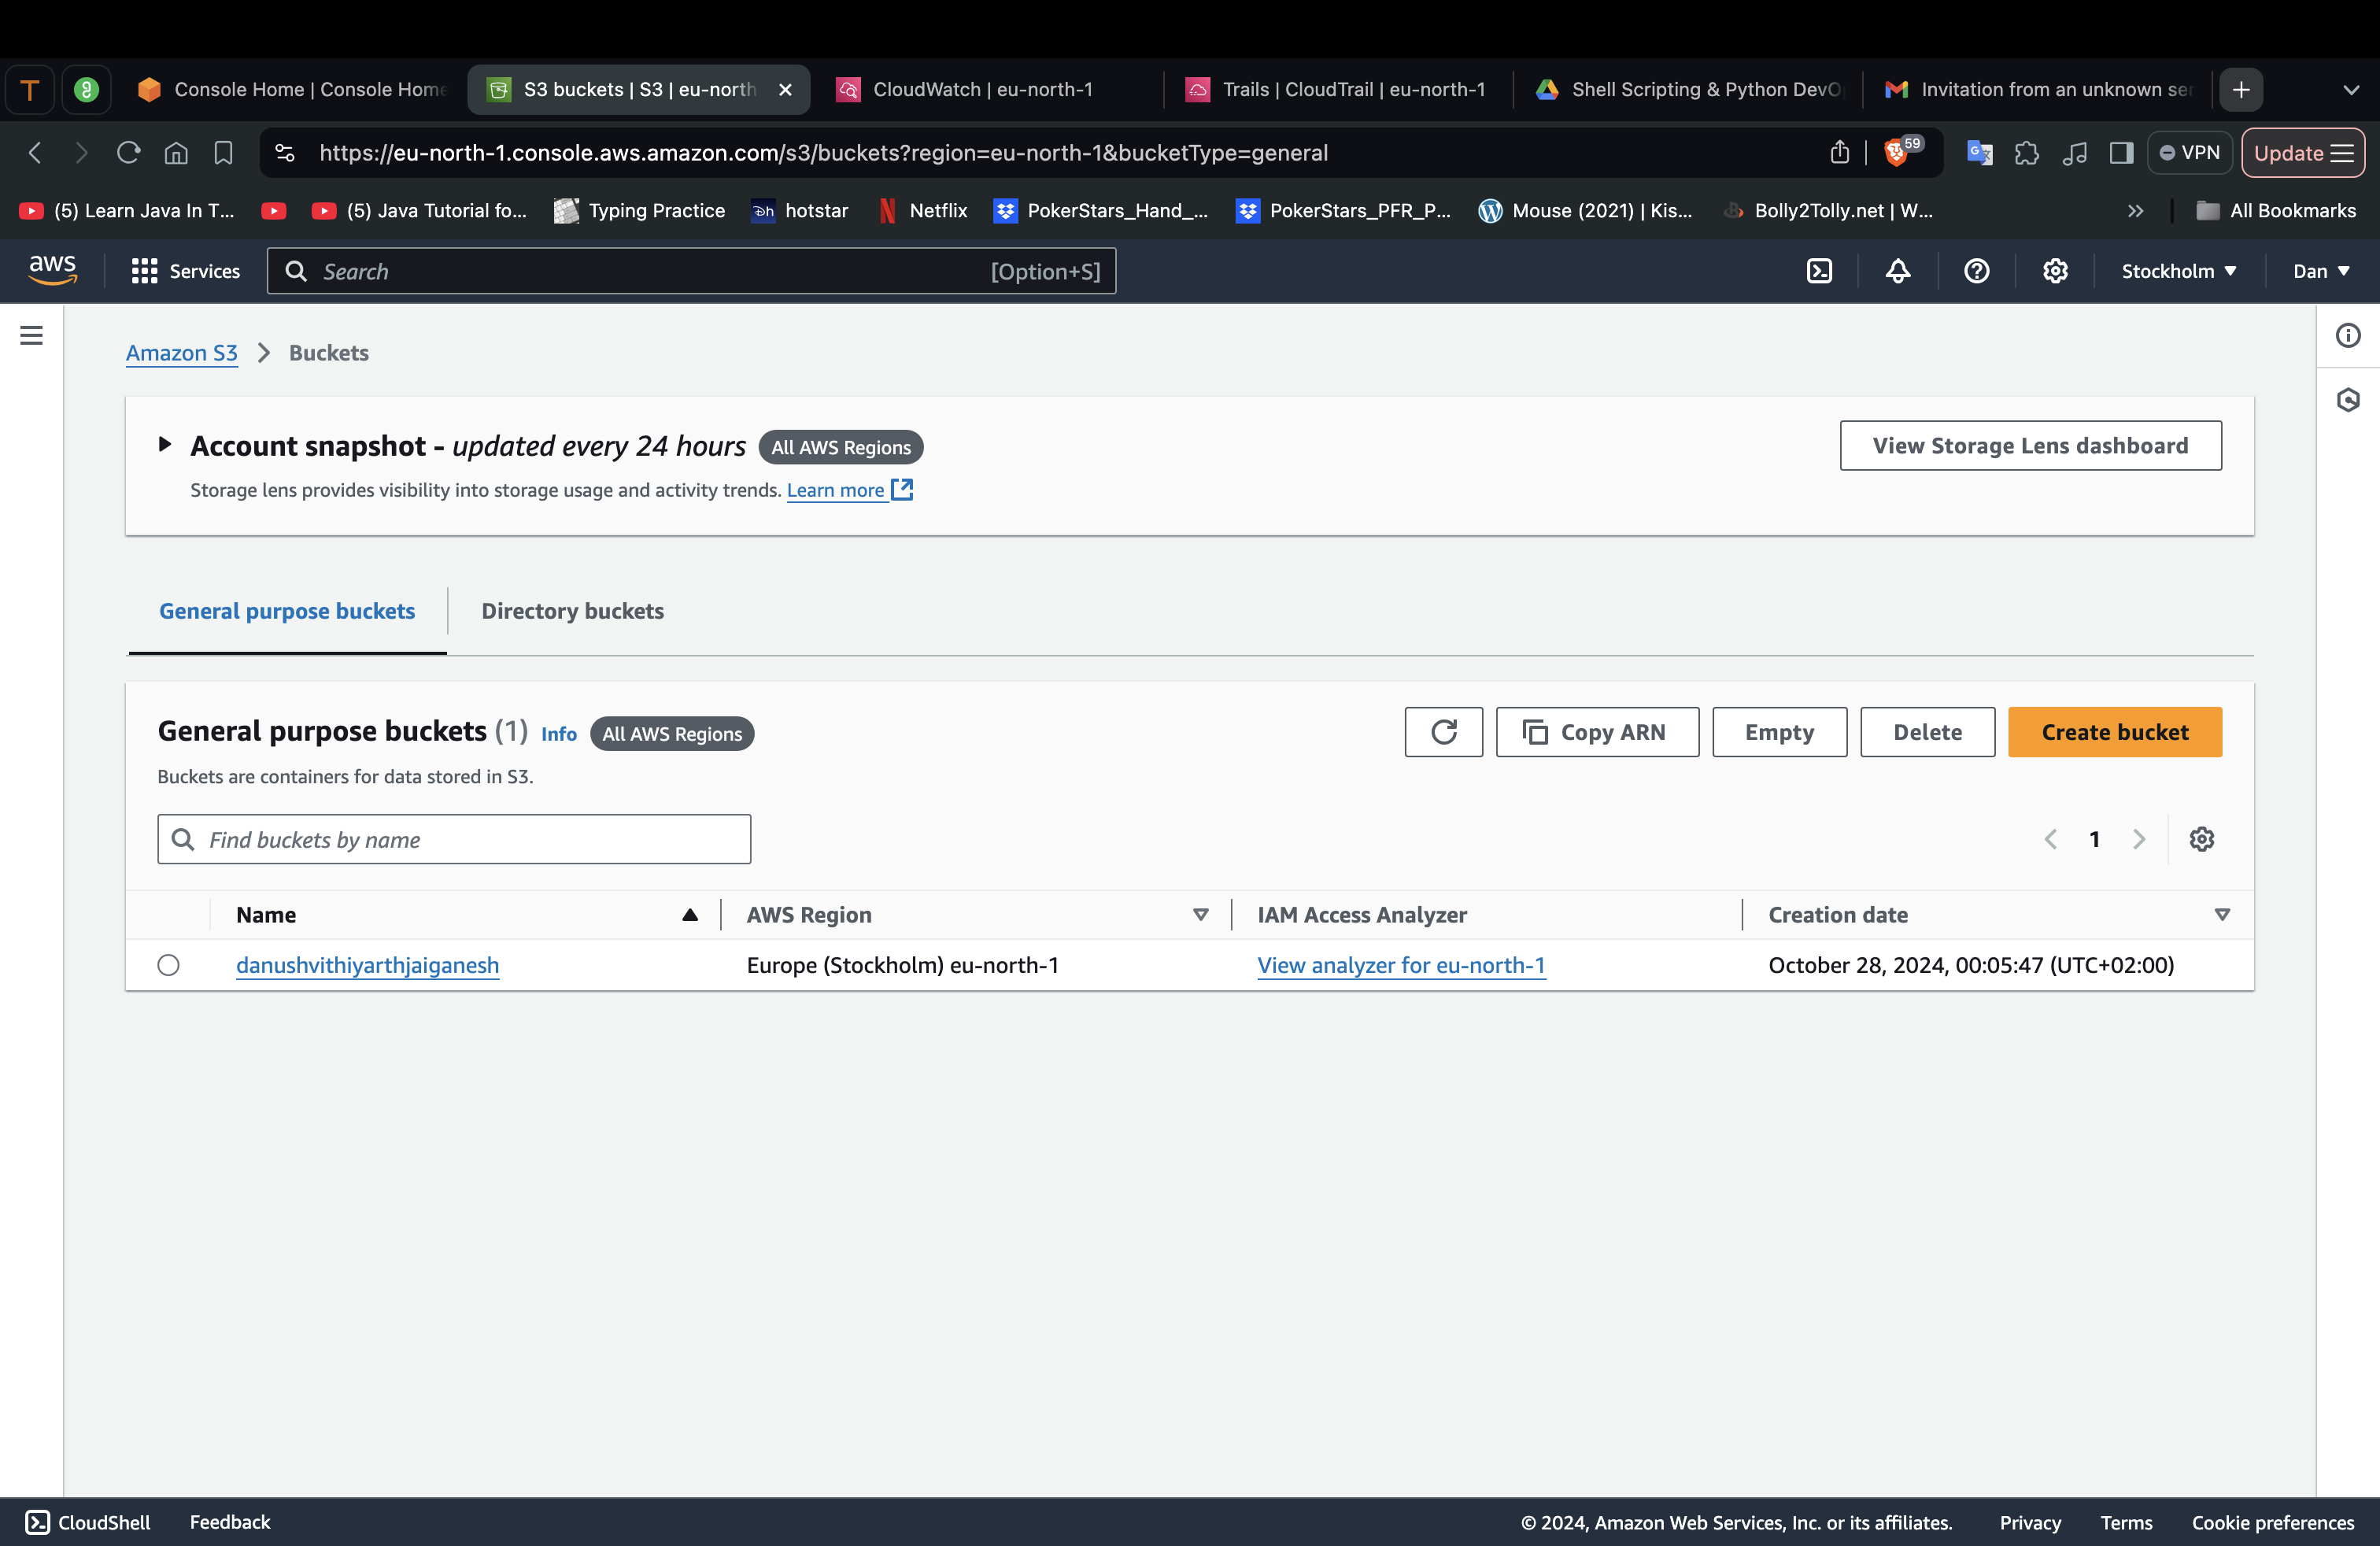 T
Console Home | Console Home
S3 buckets | S3 | eu-north
CloudWatch | eu-north-1
Trails | CloudTrail | eu-north-1
Shell Scripting & Python DevO
Invitation from an unknown ser
https://eu-north-1.console.aws.amazon.com/s3/buckets?region=eu-north-1&bucketType=general
59
VPN
Update
(5) Learn Java In T...
(5) Java Tutorial fo...
Typing Practice
hotstar
Netflix
PokerStars_Hand_...
PokerStars_PFR_P...
Mouse (2021) | Kis...
Bolly2Tolly.net | W...
All Bookmarks
aws
Services
Search
[Option+S]
Stockholm
Dan
Amazon S3
Buckets
Account snapshot - updated every 24 hours
All AWS Regions
View Storage Lens dashboard
Storage lens provides visibility into storage usage and activity trends. Learn more
General purpose buckets
Directory buckets
General purpose buckets (1)
Info
All AWS Regions
Copy ARN
Empty
Delete
Create bucket
Buckets are containers for data stored in S3.
Find buckets by name
1
Name
AWS Region
IAM Access Analyzer
Creation date
danushvithiyarthjaiganesh
Europe (Stockholm) eu-north-1
View analyzer for eu-north-1
October 28, 2024, 00:05:47 (UTC+02:00)
CloudShell
Feedback
© 2024, Amazon Web Services, Inc. or its affiliates.
Privacy
Terms
Cookie preferences